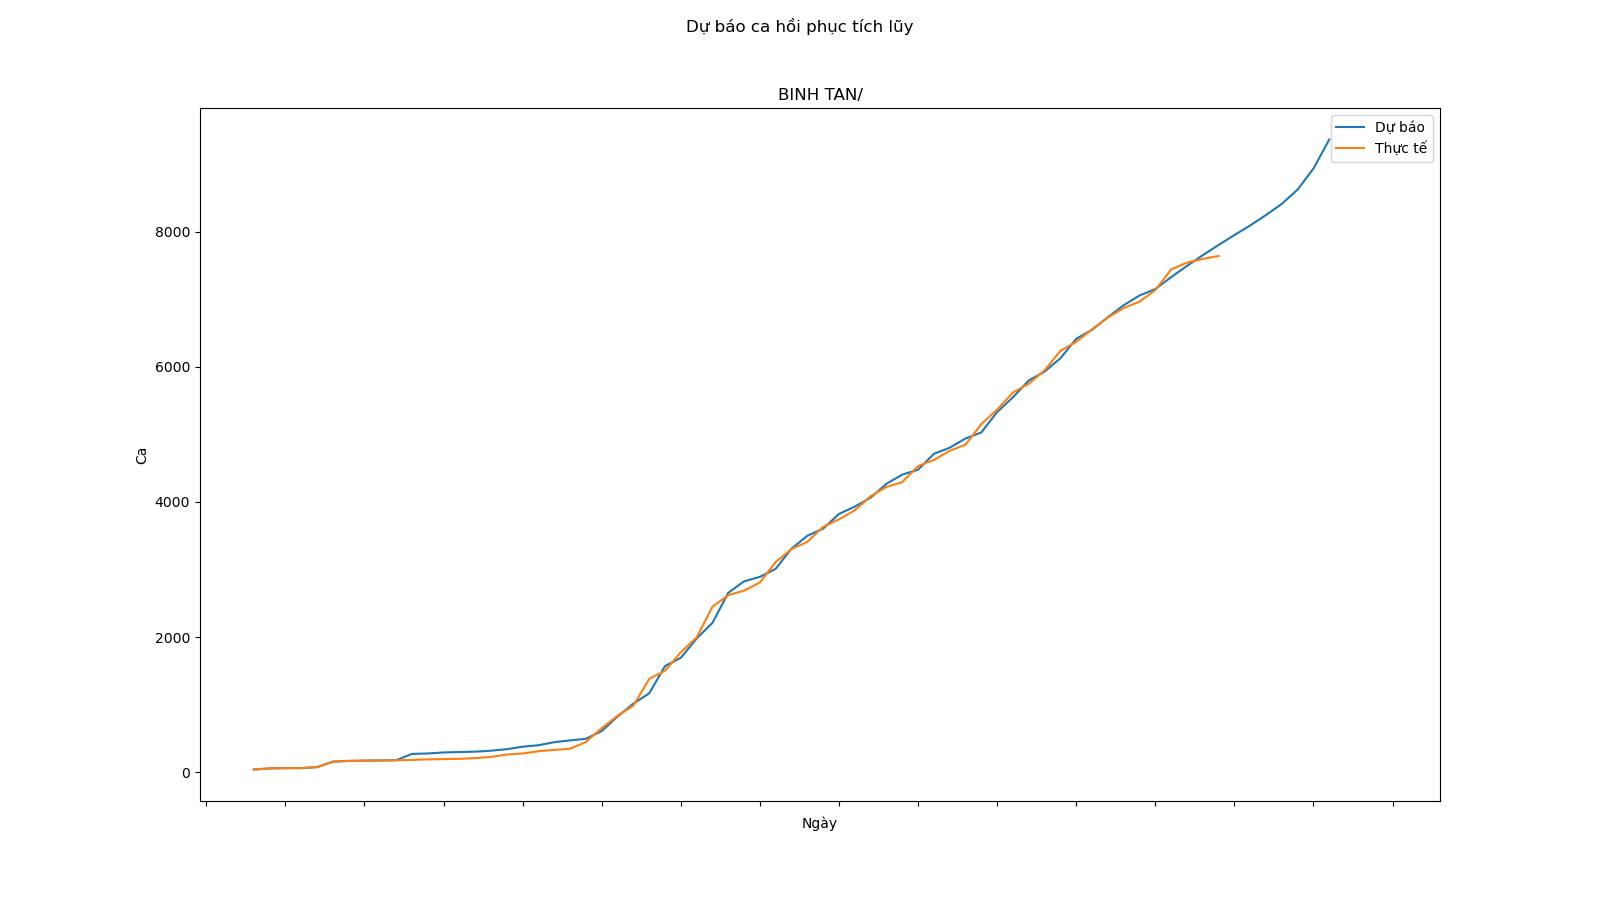 Dự báo ca hồi phục tích lũy
BINH TAN/
Dự báo
Thực tế
8000
6000
4000
2000
0
Ca
Ngày